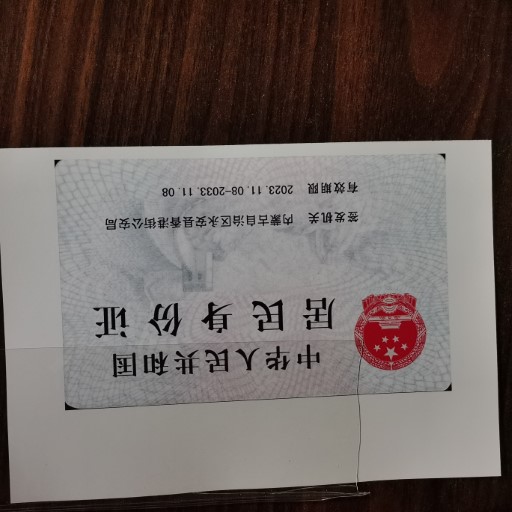 中华人民共和国
居民身份证
签发机关 内蒙古自治区永安县香港街公安局
有效期限 2023.11.08-2033.11.08